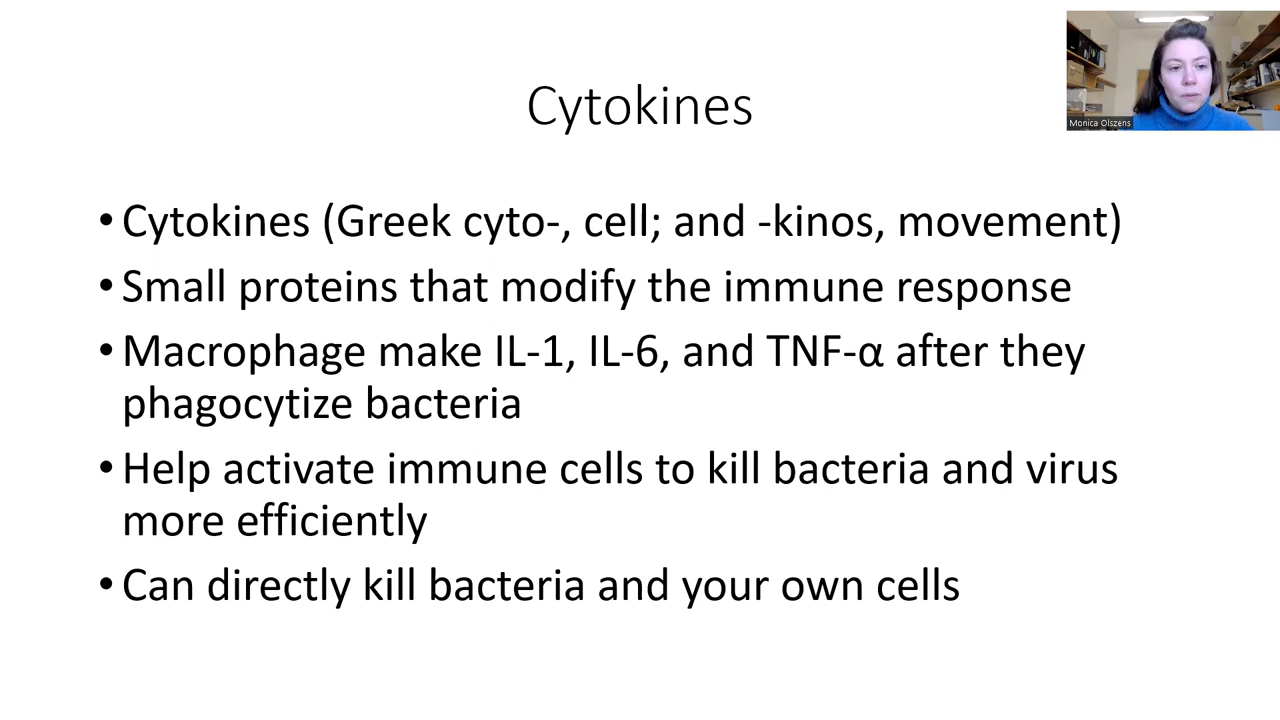 Cytokines
Monica Olszens
• Cytokines (Greek cyto-, cell; and -kinos, movement)
• Small proteins that modify the immune response
• Macrophage make IL-1, IL-6, and TNF-α after they
phagocytize bacteria
• Help activate immune cells to kill bacteria and virus
more efficiently
• Can directly kill bacteria and your own cells